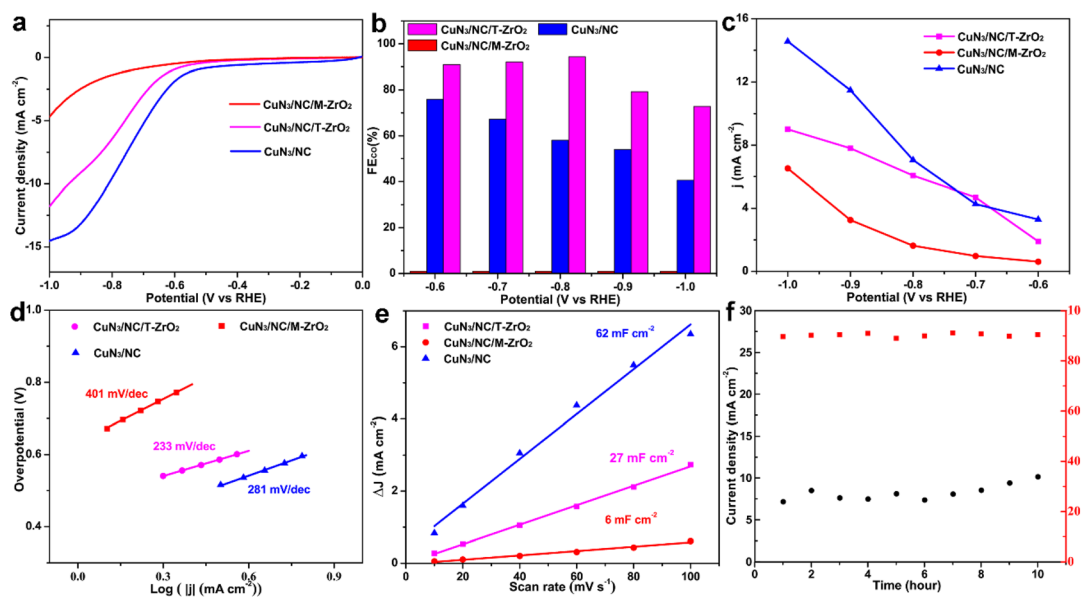 a
Current density (mA cm⁻²)
0
-5
-10
-15
CuN₃/NC/M-ZrO₂
CuN₃/NC/T-ZrO₂
CuN₃/NC
-1.0 -0.8 -0.6 -0.4 -0.2 0.0
Potential (V vs RHE)
b
CuN₃/NC/T-ZrO₂ CuN₃/NC
CuN₃/NC/M-ZrO₂
FE_CO(%)
100
80
60
40
20
0
-0.6 -0.7 -0.8 -0.9 -1.0
Potential (V vs RHE)
c
j (mA cm⁻²)
16
12
8
4
0
CuN₃/NC/T-ZrO₂
CuN₃/NC/M-ZrO₂
CuN₃/NC
-1.0 -0.9 -0.8 -0.7 -0.6
Potential (V vs RHE)
d
CuN₃/NC/T-ZrO₂ CuN₃/NC/M-ZrO₂
CuN₃/NC
Overpotential (V)
0.8
0.6
0.4
401 mV/dec
233 mV/dec
281 mV/dec
0.0 0.3 0.6 0.9
Log ( |j| (mA cm⁻²))
e
CuN₃/NC/T-ZrO₂
CuN₃/NC/M-ZrO₂
CuN₃/NC
ΔJ (mA cm⁻²)
6
4
2
0
62 mF cm⁻²
27 mF cm⁻²
6 mF cm⁻²
0 20 40 60 80 100
Scan rate (mV s⁻¹)
f
Current density (mA cm⁻²)
30
25
20
15
10
5
0
80
60
40
20
0
0 2 4 6 8 10
Time (hour)